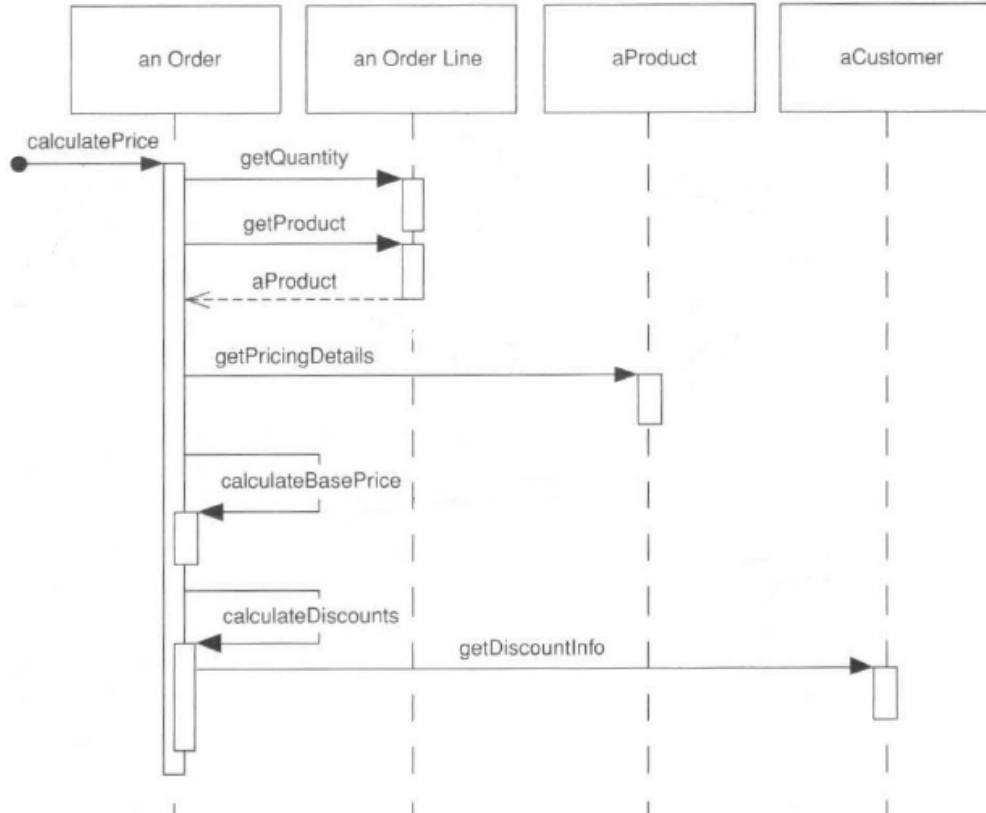 an Order
an Order Line
aProduct
aCustomer
calculatePrice
getQuantity
getProduct
aProduct
getPricingDetails
calculateBasePrice
calculateDiscounts
getDiscountInfo